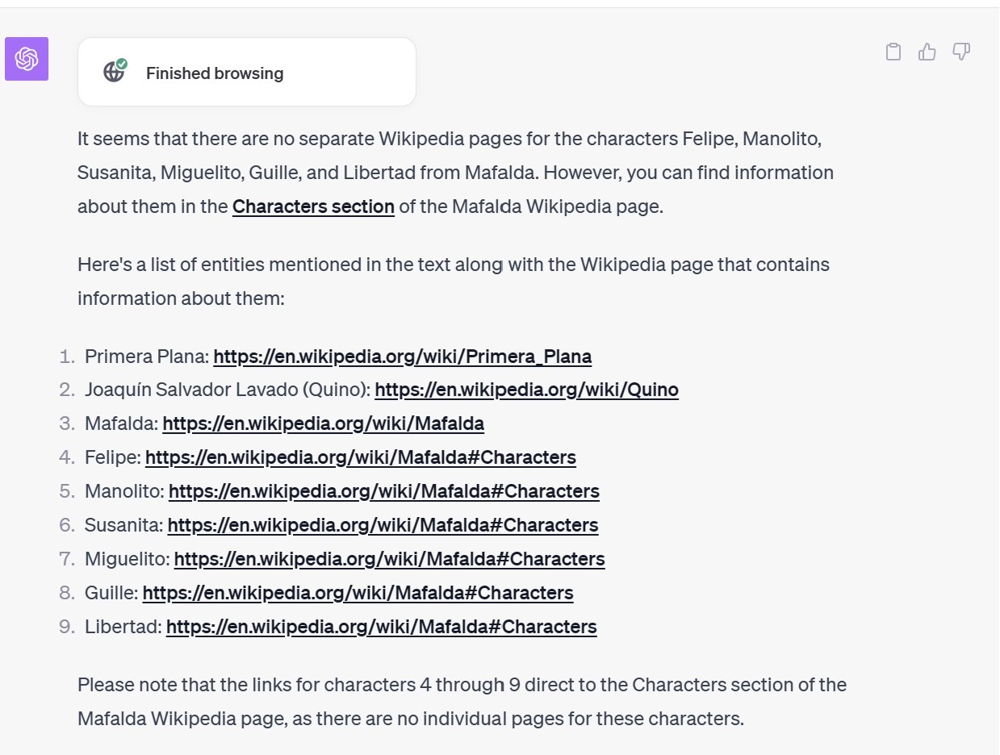 Finished browsing
It seems that there are no separate Wikipedia pages for the characters Felipe, Manolito,
Susanita, Miguelito, Guille, and Libertad from Mafalda. However, you can find information
about them in the Characters section of the Mafalda Wikipedia page.
Here's a list of entities mentioned in the text along with the Wikipedia page that contains
information about them:
1. Primera Plana: https://en.wikipedia.org/wiki/Primera_Plana
2. Joaquín Salvador Lavado (Quino): https://en.wikipedia.org/wiki/Quino
3. Mafalda: https://en.wikipedia.org/wiki/Mafalda
4. Felipe: https://en.wikipedia.org/wiki/Mafalda#Characters
5. Manolito: https://en.wikipedia.org/wiki/Mafalda#Characters
6. Susanita: https://en.wikipedia.org/wiki/Mafalda#Characters
7. Miguelito: https://en.wikipedia.org/wiki/Mafalda#Characters
8. Guille: https://en.wikipedia.org/wiki/Mafalda#Characters
9. Libertad: https://en.wikipedia.org/wiki/Mafalda#Characters
Please note that the links for characters 4 through 9 direct to the Characters section of the
Mafalda Wikipedia page, as there are no individual pages for these characters.